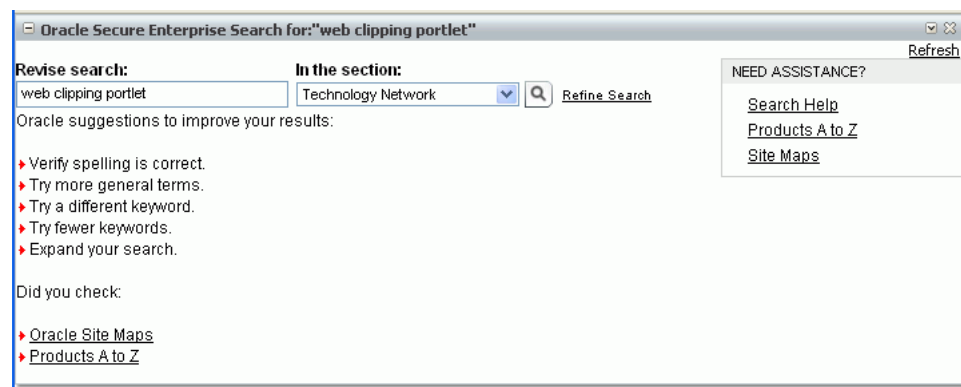 Oracle Secure Enterprise Search for:"web clipping portlet"
Refresh
Revise search: In the section:
web clipping portlet Technology Network Refine Search
NEED ASSISTANCE?
Search Help
Products A to Z
Site Maps
Oracle suggestions to improve your results:
Verify spelling is correct.
Try more general terms.
Try a different keyword.
Try fewer keywords.
Expand your search.
Did you check:
Oracle Site Maps
Products A to Z